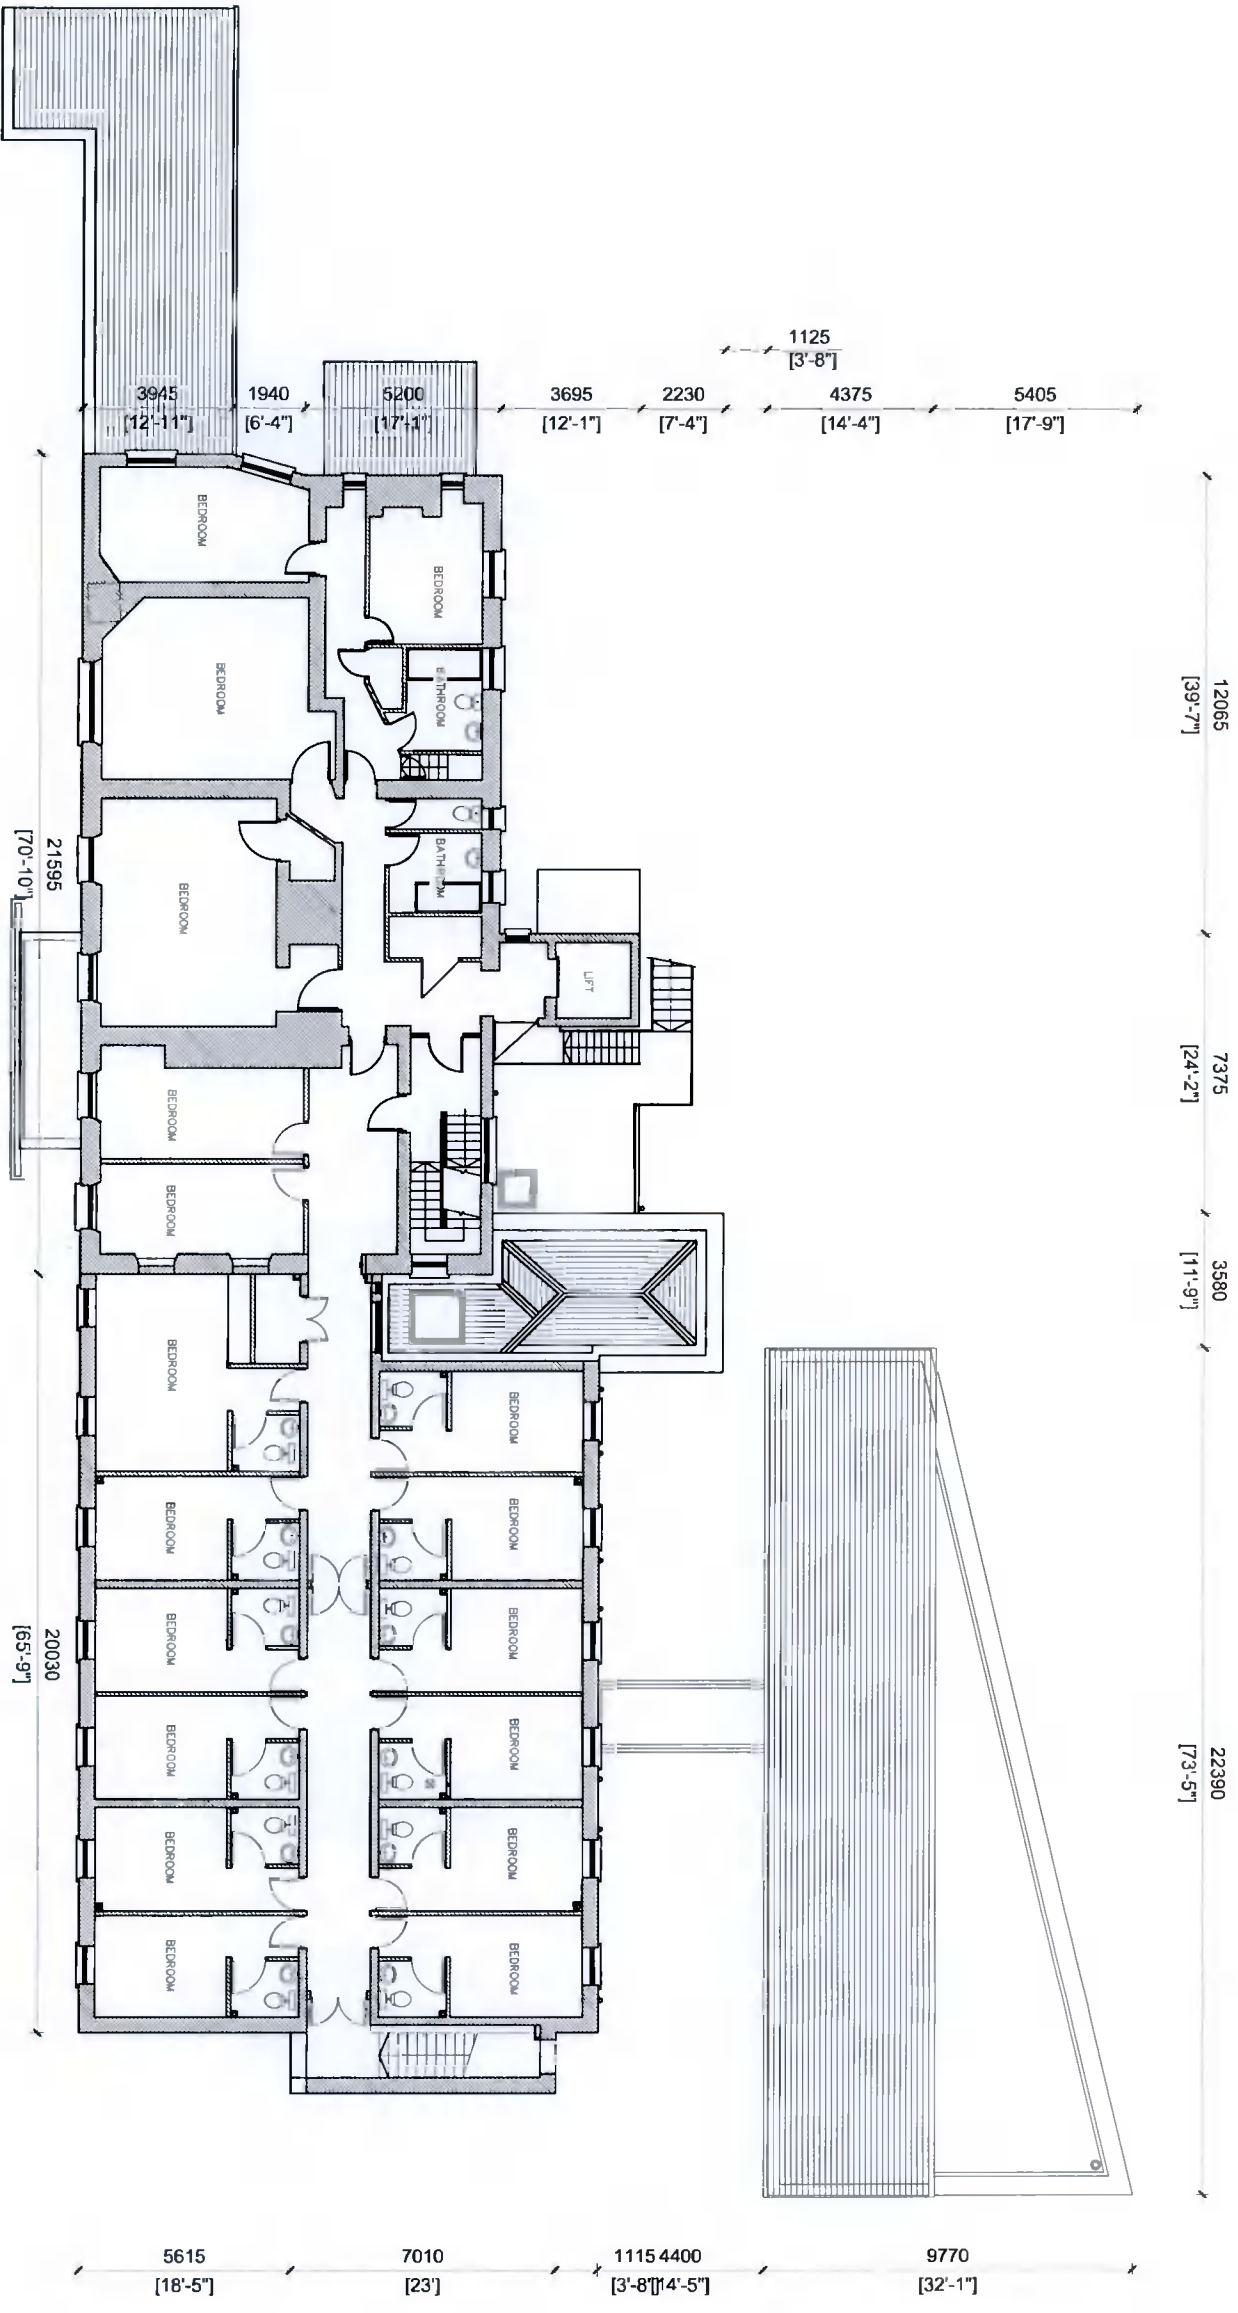 1125
[3'-8"]
3945
[12'-11"]
1940
[6'-4"]
5200
[17'-1"]
3695
[12'-1"]
2230
[7'-4"]
4375
[14'-4"]
5405
[17'-9"]
BEDROOM
BEDROOM
BEDROOM
BATHROOM
12065
[39'-7"]
BEDROOM
BATHROOM
21595
[70'-10"]
LIFT
7375
[24'-2"]
BEDROOM
BEDROOM
3580
[11'-9"]
BEDROOM
BEDROOM
BEDROOM
BEDROOM
BEDROOM
BEDROOM
20030
[65'-9"]
BEDROOM
BEDROOM
22390
[73'-5"]
BEDROOM
BEDROOM
BEDROOM
BEDROOM
5615
[18'-5"]
7010
[23']
1115
[3'-8"]
4400
[14'-5"]
9770
[32'-1"]